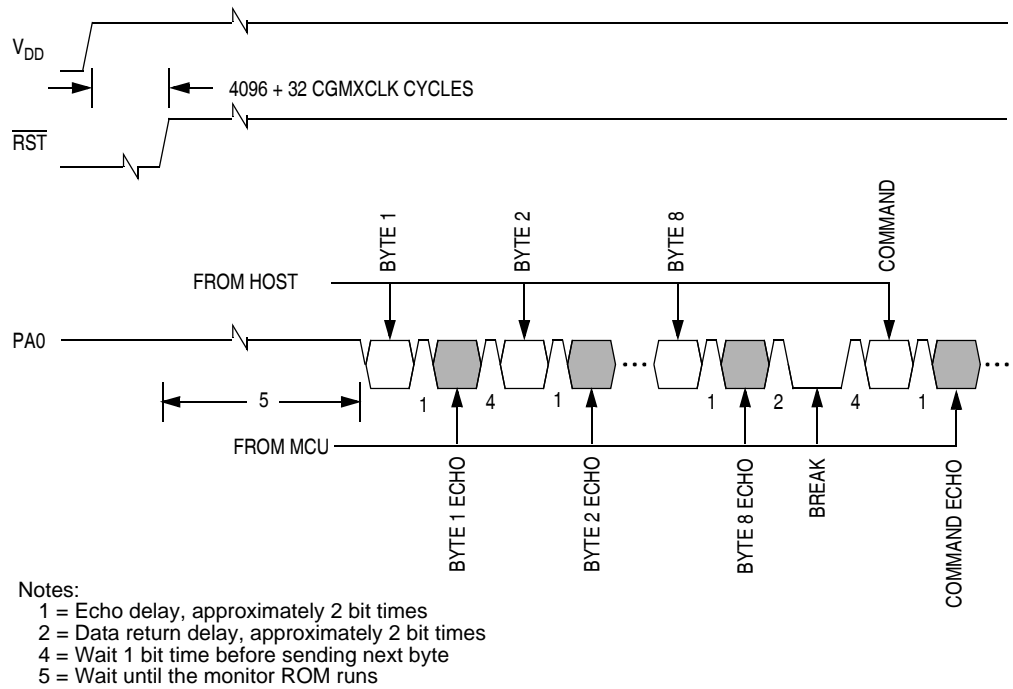 VDD
4096 + 32 CGMXCLK CYCLES
RST
BYTE 1
BYTE 2
BYTE 8
COMMAND
FROM HOST
PA0
... ...
5
1
4
1
1
2
4
1
FROM MCU
BYTE 1 ECHO
BYTE 2 ECHO
BYTE 8 ECHO
BREAK
COMMAND ECHO
Notes:
1 = Echo delay, approximately 2 bit times
2 = Data return delay, approximately 2 bit times
4 = Wait 1 bit time before sending next byte
5 = Wait until the monitor ROM runs